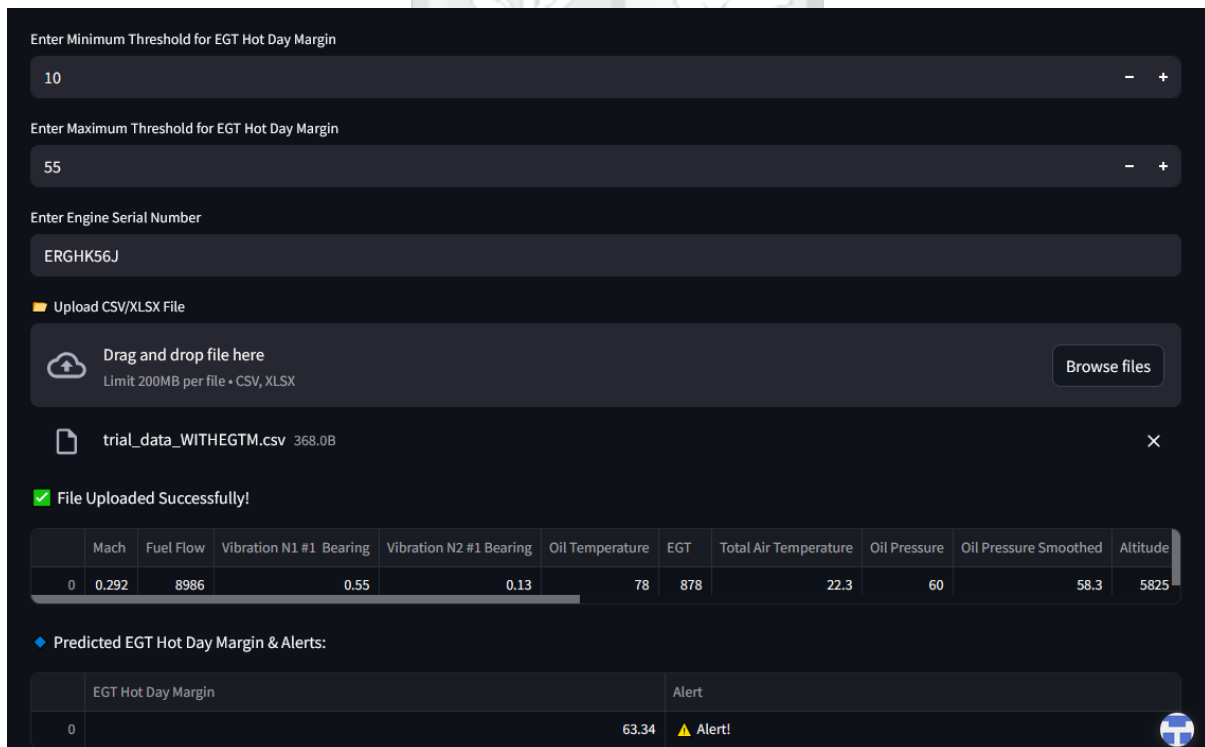 Enter Minimum Threshold for EGT Hot Day Margin
10 − +
Enter Maximum Threshold for EGT Hot Day Margin
55 − +
Enter Engine Serial Number
ERGHK56J
Upload CSV/XLSX File
Drag and drop file here
Limit 200MB per file • CSV, XLSX
Browse files
trial_data_WITHEGTM.csv 368.0B
File Uploaded Successfully!
Mach Fuel Flow Vibration N1 #1 Bearing Vibration N2 #1 Bearing Oil Temperature EGT Total Air Temperature Oil Pressure Oil Pressure Smoothed Altitude
0 0.292 8986 0.55 0.13 78 878 22.3 60 58.3 5825
Predicted EGT Hot Day Margin & Alerts:
EGT Hot Day Margin Alert
0 63.34 ⚠ Alert!